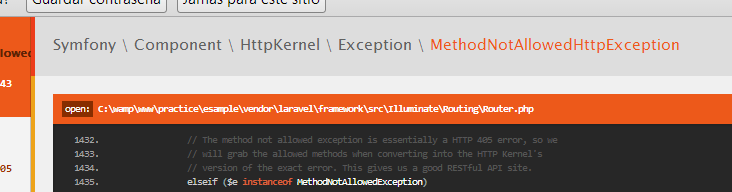 Guardar contraseña Jamás para este sitio
Symfony \ Component \ HttpKernel \ Exception \ MethodNotAllowedHttpException
43
open: C:\wamp\www\practice\esample\vendor\laravel\framework\src\Illuminate\Routing\Router.php
1432. // The method not allowed exception is essentially a HTTP 405 error, so we
1433. // will grab the allowed methods when converting into the HTTP Kernel's
1434. // version of the exact error. This gives us a good RESTful API site.
05
1435. elseif ($e instanceof MethodNotAllowedException)